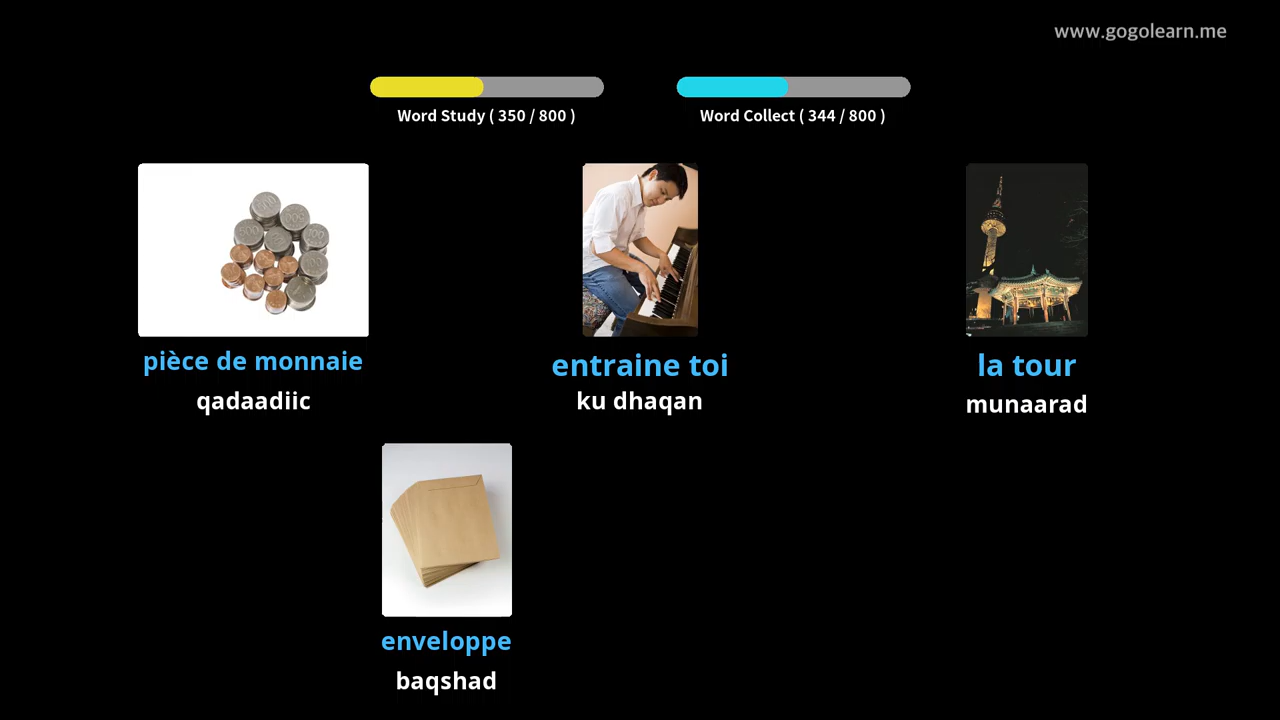 www.gogolearn.me
Word Study ( 350 / 800 )
Word Collect ( 344 / 800 )
pièce de monnaie
qadaadiic
entraine toi
ku dhaqan
la tour
munaarad
enveloppe
baqshad